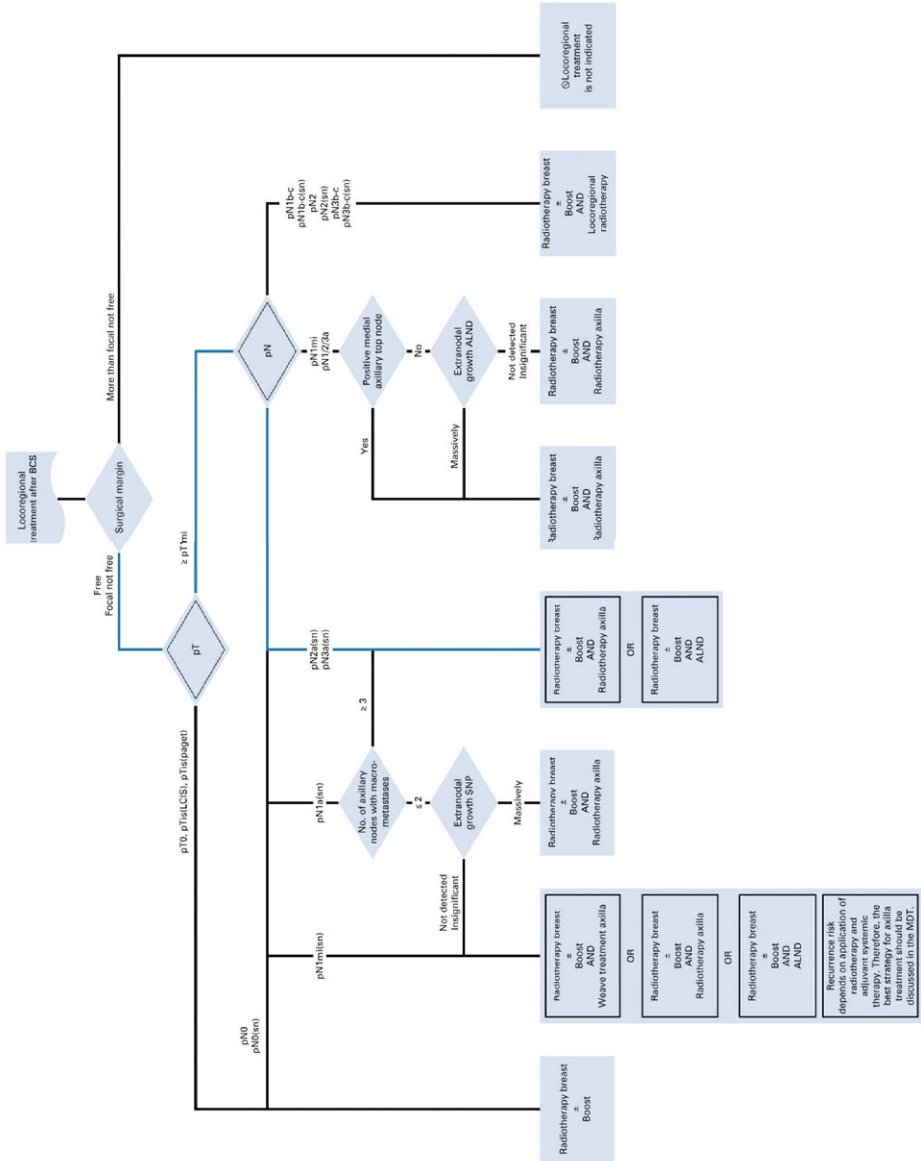 Locoregional
treatment after BCS
Surgical margin
Free
Focal not free
More than focal not free
pT
pT0, pTis(LCIS), pTis(paget)
≥ pT1mi
pN
pN0
pN0(sn)
pN1mi(sn)
pN1a(sn)
pN2a(sn)
pN3a(sn)
pN1mi
pN1/2/3a
pN1b-c
pN1b-c(sn)
pN2
pN2(sn)
pN3b-c
pN3b-c(sn)
No. of axillary
nodes with macro-
metastases
≥ 3
≤ 2
Extranodal
growth SNP
Not detected
Insignificant
Massively
Positive medial
axillary top node
Yes
No
Extranodal
growth ALND
Massively
Not detected
Insignificant
Radiotherapy breast
±
Boost
Radiotherapy breast
±
Boost
AND
Weave treatment axilla
OR
Radiotherapy breast
±
Boost
AND
Radiotherapy axilla
OR
Radiotherapy breast
±
Boost
AND
ALND
Recurrence risk
depends on application of
radiotherapy and
adjuvant systemic
therapy. Therefore, the
best strategy for axilla
treatment should be
discussed in the MDT.
Radiotherapy breast
±
Boost
AND
Radiotherapy axilla
Radiotherapy breast
±
Boost
AND
Radiotherapy axilla
OR
Radiotherapy breast
±
Boost
AND
ALND
Radiotherapy breast
±
Boost
AND
Radiotherapy axilla
Radiotherapy breast
±
Boost
AND
Radiotherapy axilla
Radiotherapy breast
±
Boost
AND
Locoregional
radiotherapy
Locoregional
treatment
is not indicated